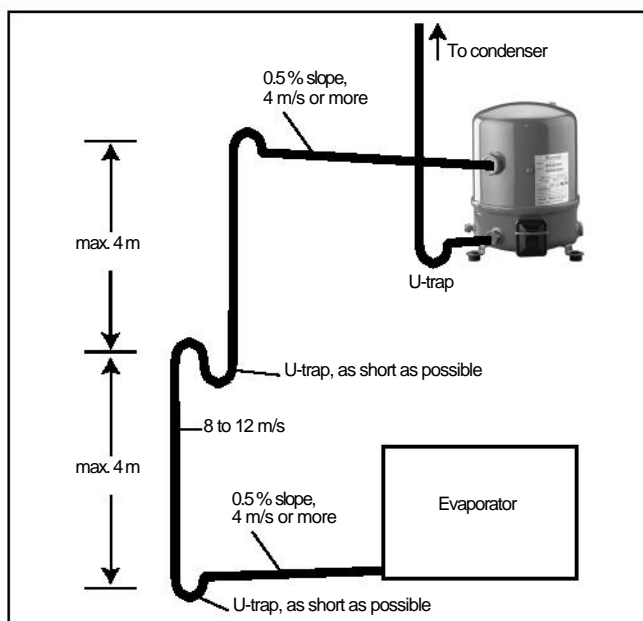 To condenser
0.5 % slope,
4 m/s or more
max. 4 m
U-trap
U-trap, as short as possible
8 to 12 m/s
max. 4 m
0.5 % slope,
4 m/s or more
Evaporator
U-trap, as short as possible